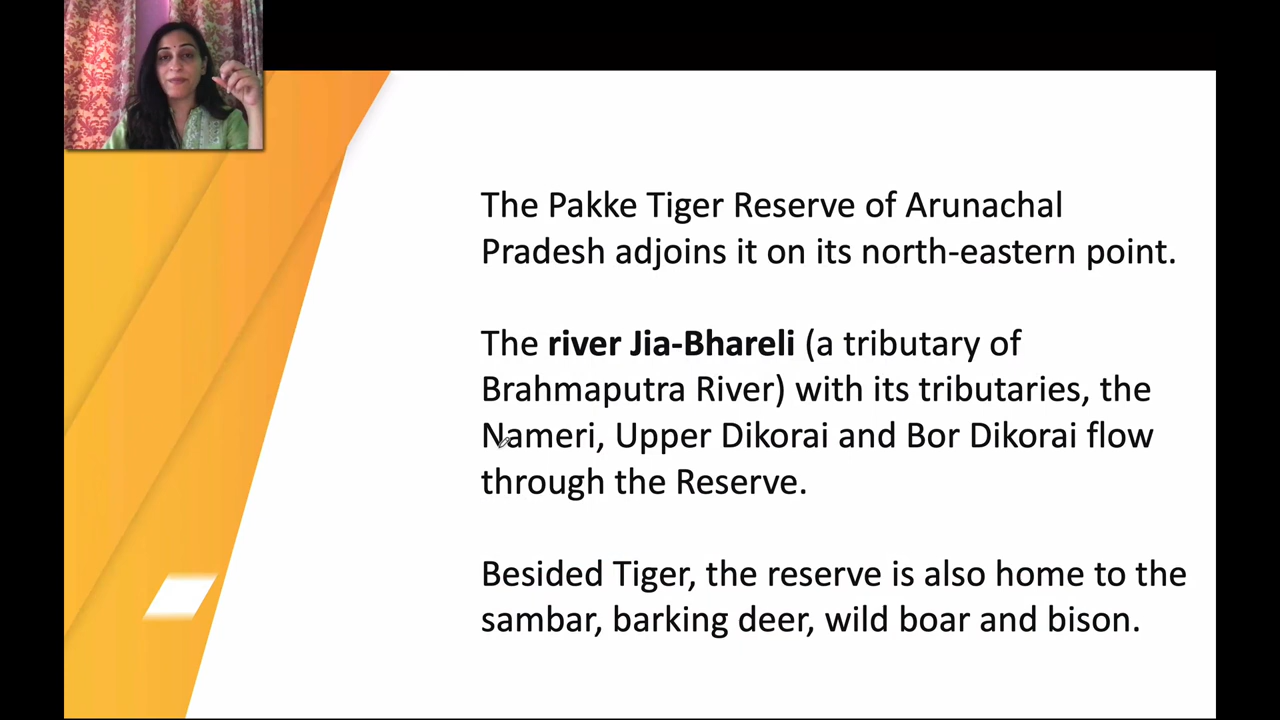 The Pakke Tiger Reserve of Arunachal
Pradesh adjoins it on its north-eastern point.
The river Jia-Bhareli (a tributary of
Brahmaputra River) with its tributaries, the
Nameri, Upper Dikorai and Bor Dikorai flow
through the Reserve.
Besided Tiger, the reserve is also home to the
sambar, barking deer, wild boar and bison.